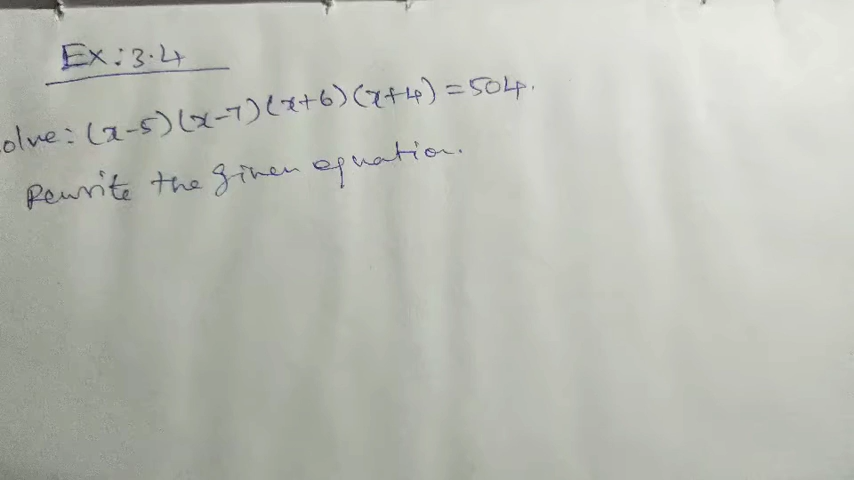 Ex: 3.4
olve: (x-5)(x-7)(x+6)(x+4) = 504.
Rewrite the given equation.